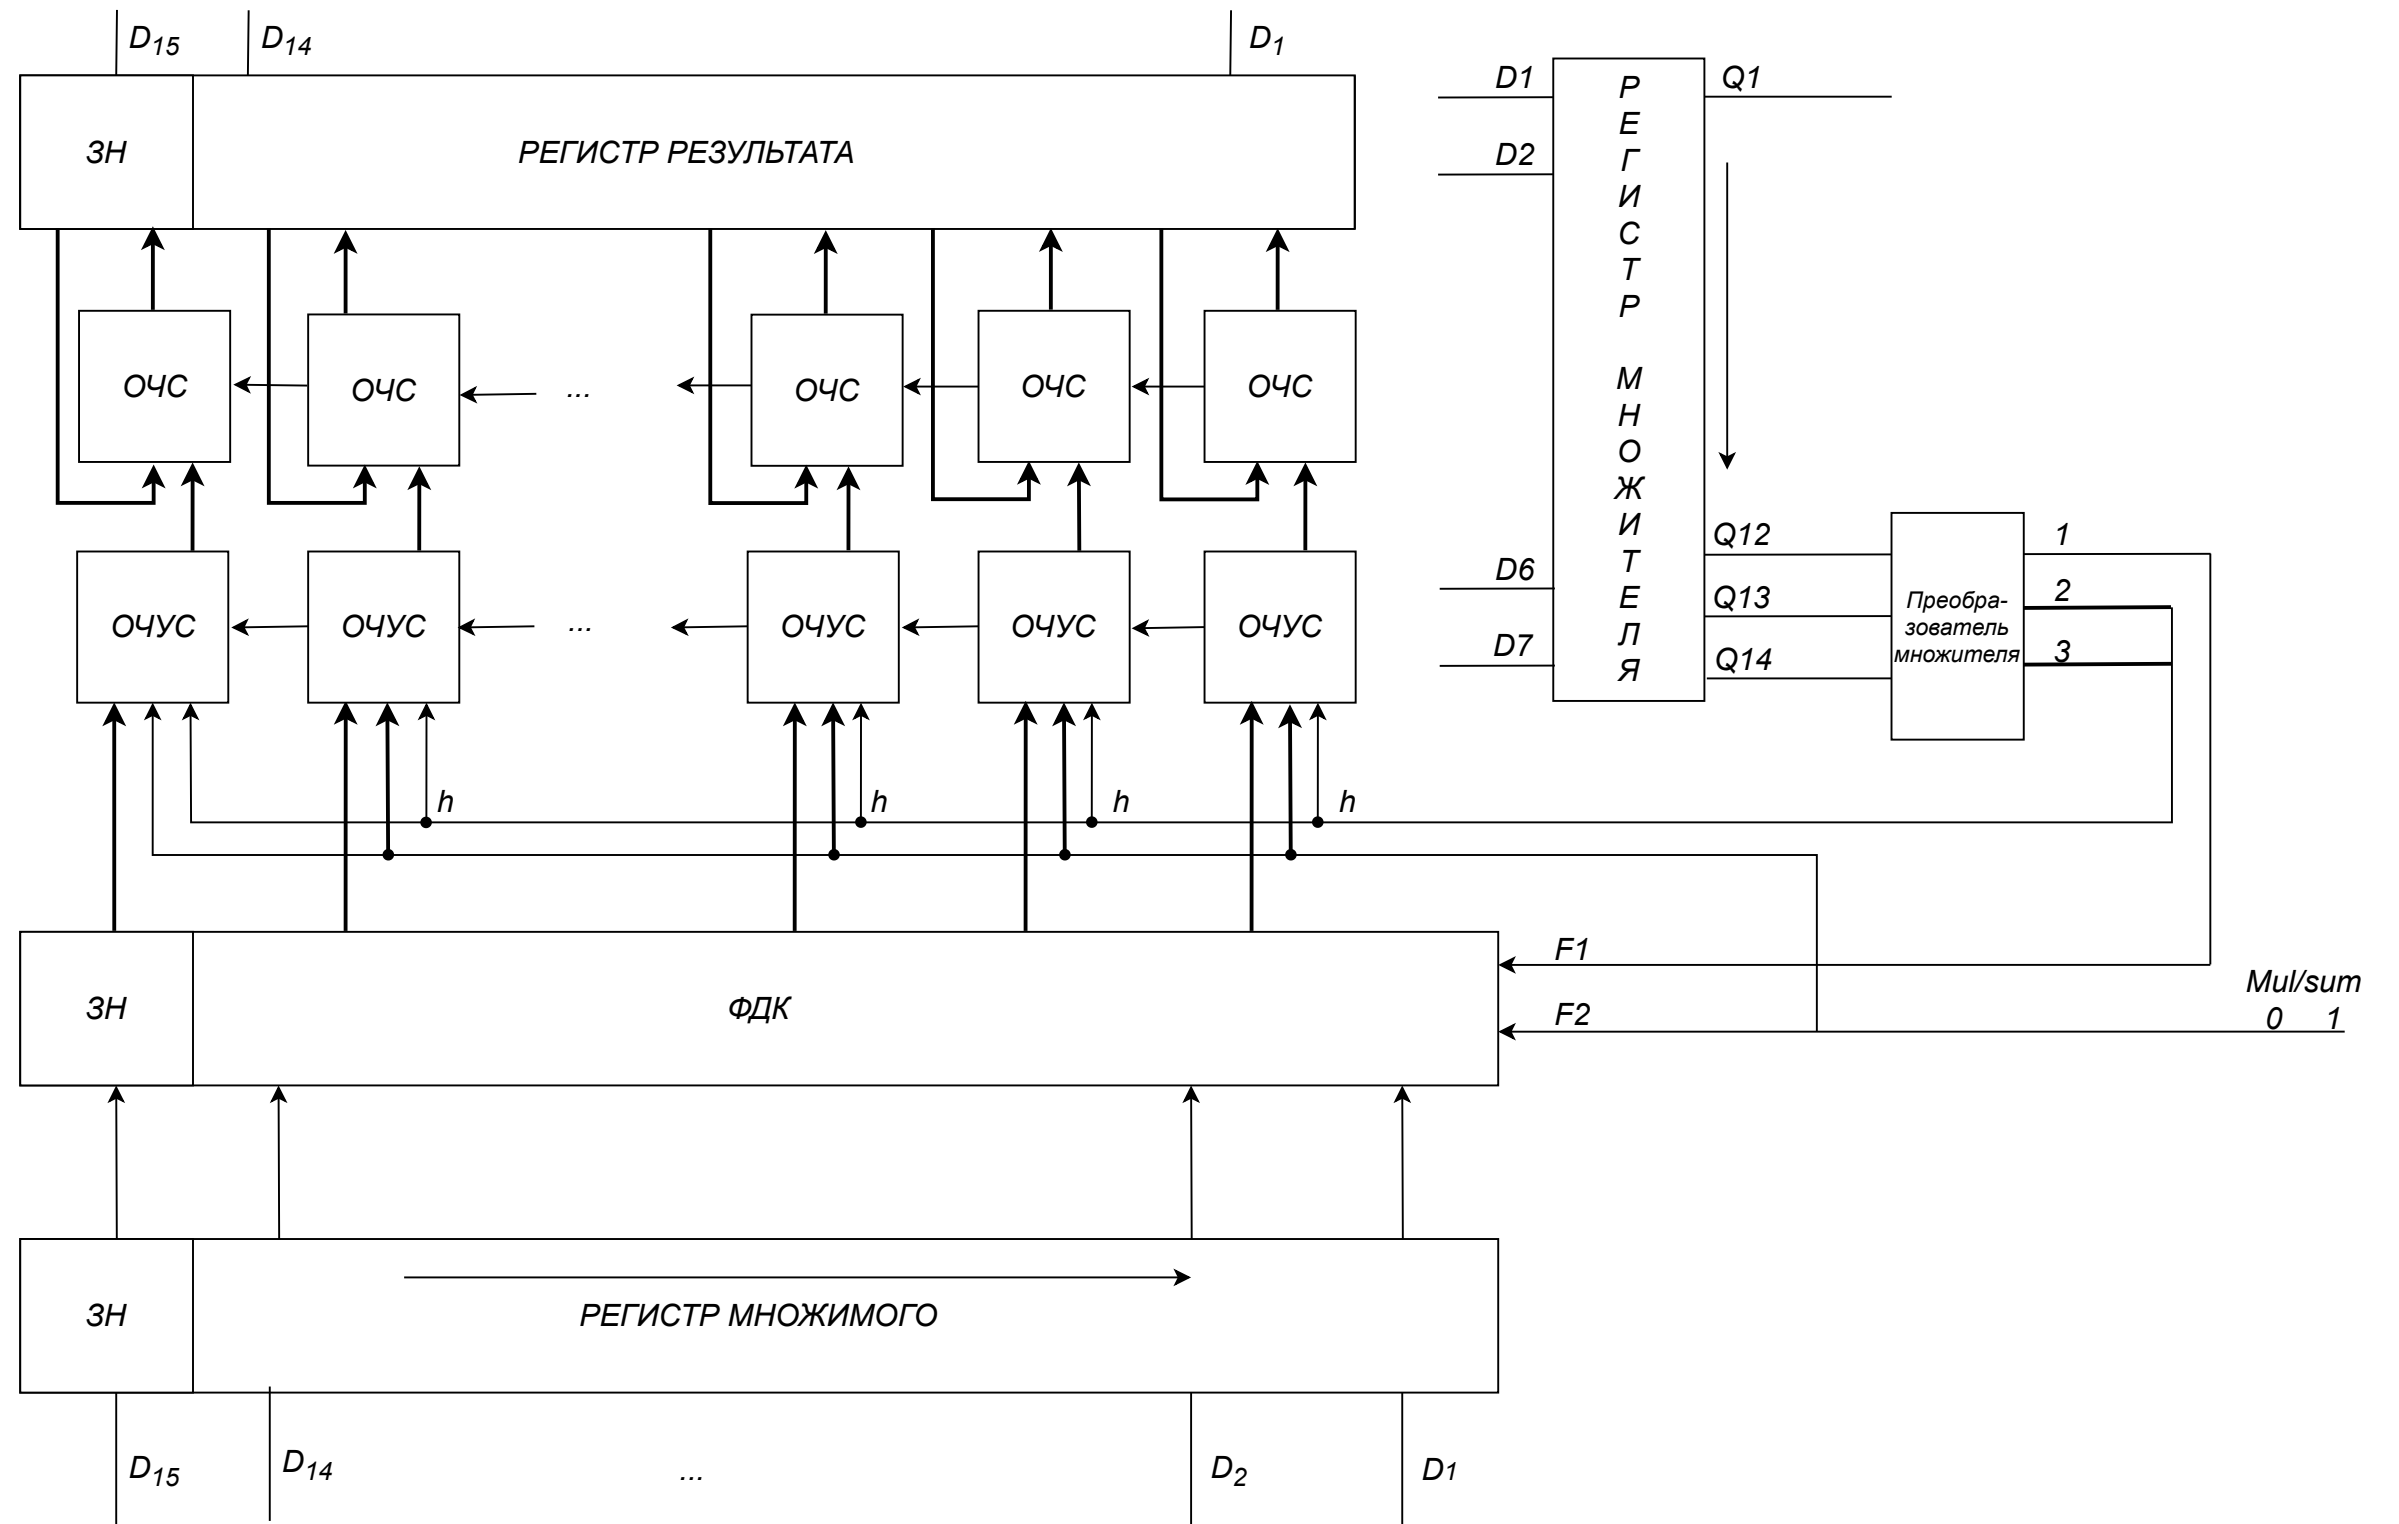 D15 D14 D1
ЗН РЕГИСТР РЕЗУЛЬТАТА
ОЧС ОЧС ... ОЧС ОЧС ОЧС
ОЧУС ОЧУС ... ОЧУС ОЧУС ОЧУС
h h h h
ЗН ФДК
ЗН РЕГИСТР МНОЖИМОГО
D15 D14 ... D2 D1
D1
D2
D6
D7
РЕГИСТР МНОЖИТЕЛЯ
Q1
Q12
Q13
Q14
Преобра-
зователь
множителя
1
2
3
F1
F2
Mul/sum
0 1